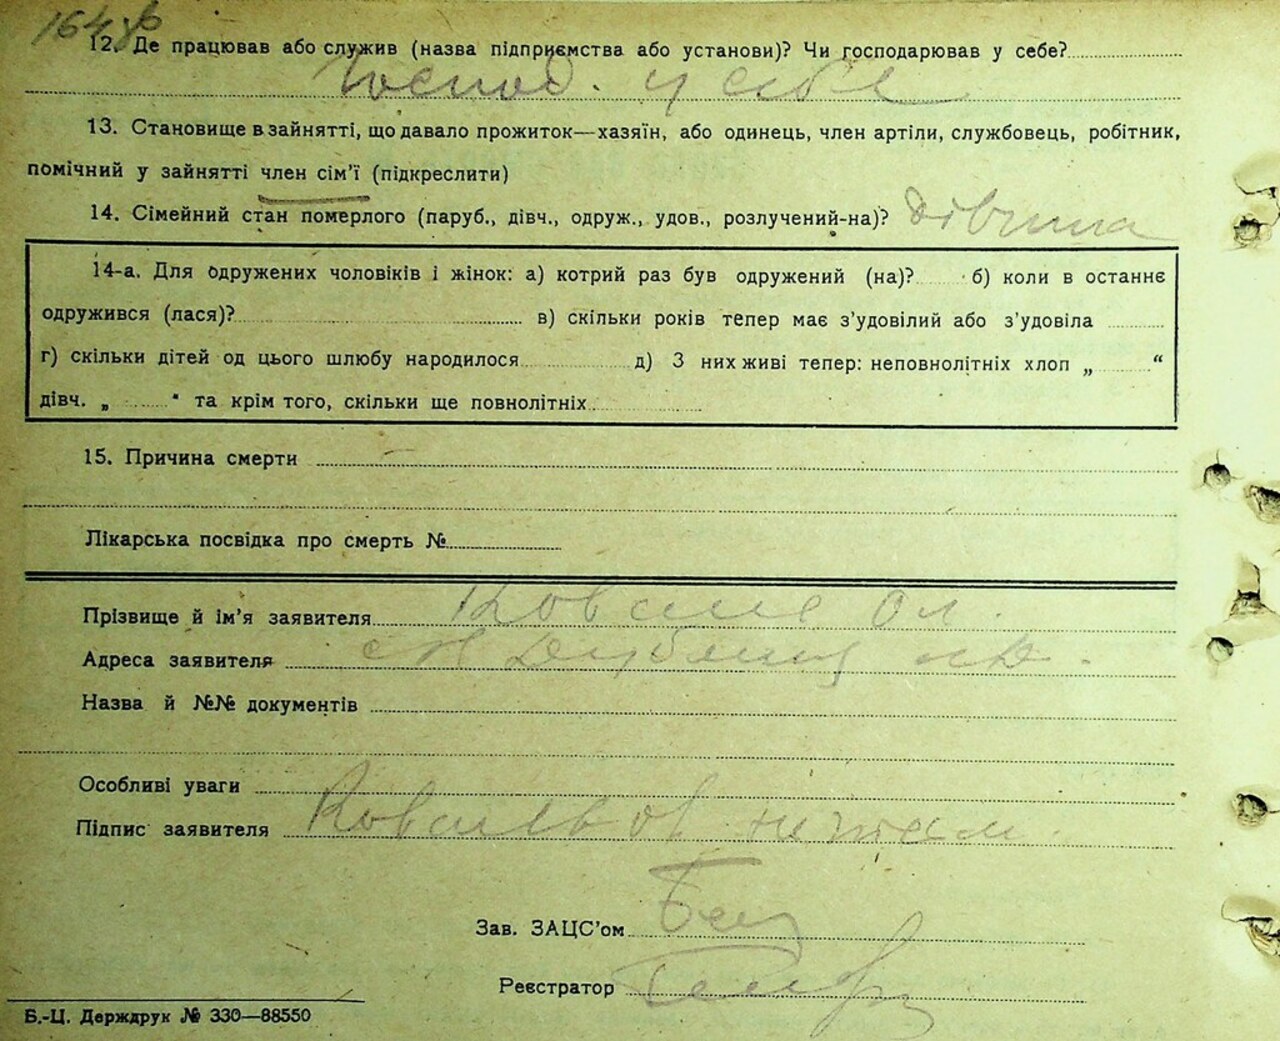 164 зв
12. Де працював або служив (назва підприємства або установи)? Чи господарював у себе?
Господ. у себе
13. Становище в зайнятті, що давало прожиток—хазяїн, або одинець, член артіли, службовець, робітник,
помічний у зайнятті член сім’ї (підкреслити)
14. Сімейний стан померлого (паруб., дівч., одруж., удов., розлучений-на)? дівчина
14-а. Для одружених чоловіків і жінок: а) котрий раз був одружений (на)? б) коли в останнє
одружився (лася)? в) скільки років тепер має з’удовілий або з’удовіла
г) скільки дітей од цього шлюбу народилося д) З них живі тепер: неповнолітніх хлоп „ “
дівч. „ “ та крім того, скільки ще повнолітніх
15. Причина смерти
Лікарська посвідка про смерть №
Прізвище й ім’я заявителя Ол.
Адреса заявителя
Назва й №№ документів
Особливі уваги
Підпис заявителя
Зав. ЗАЦС’ом
Реєстратор
Б.-Ц. Держдрук № 330—88550